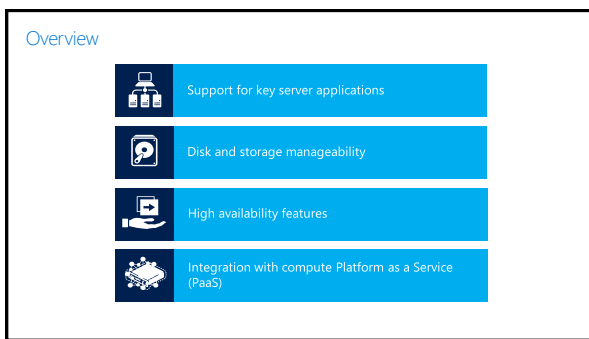 Overview
Support for key server applications
Disk and storage manageability
High availability features
Integration with compute Platform as a Service
(PaaS)